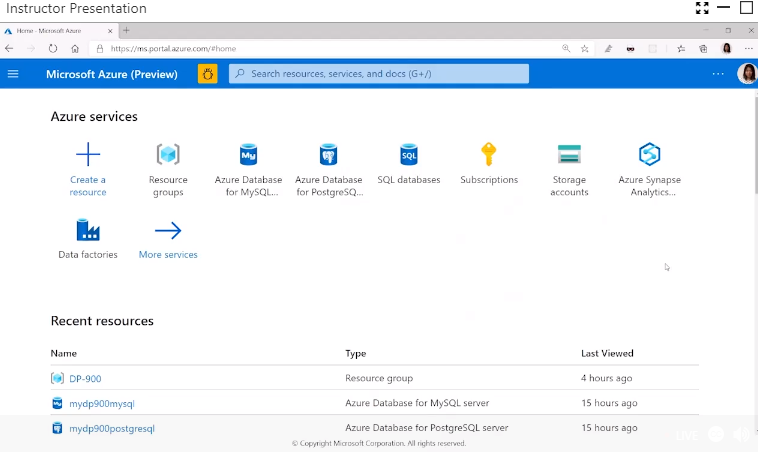 Instructor Presentation
Home - Microsoft Azure
https://ms.portal.azure.com/#home
Microsoft Azure (Preview)
Search resources, services, and docs (G+/)
Azure services
Create a resource
Resource groups
Azure Database for MySQL...
Azure Database for PostgreSQ...
SQL databases
Subscriptions
Storage accounts
Azure Synapse Analytics...
Data factories
More services
Recent resources
Name Type Last Viewed
DP-900 Resource group 4 hours ago
mydp900mysql Azure Database for MySQL server 15 hours ago
mydp900postgresql Azure Database for PostgreSQL server 15 hours ago
© Copyright Microsoft Corporation. All rights reserved.
LIVE